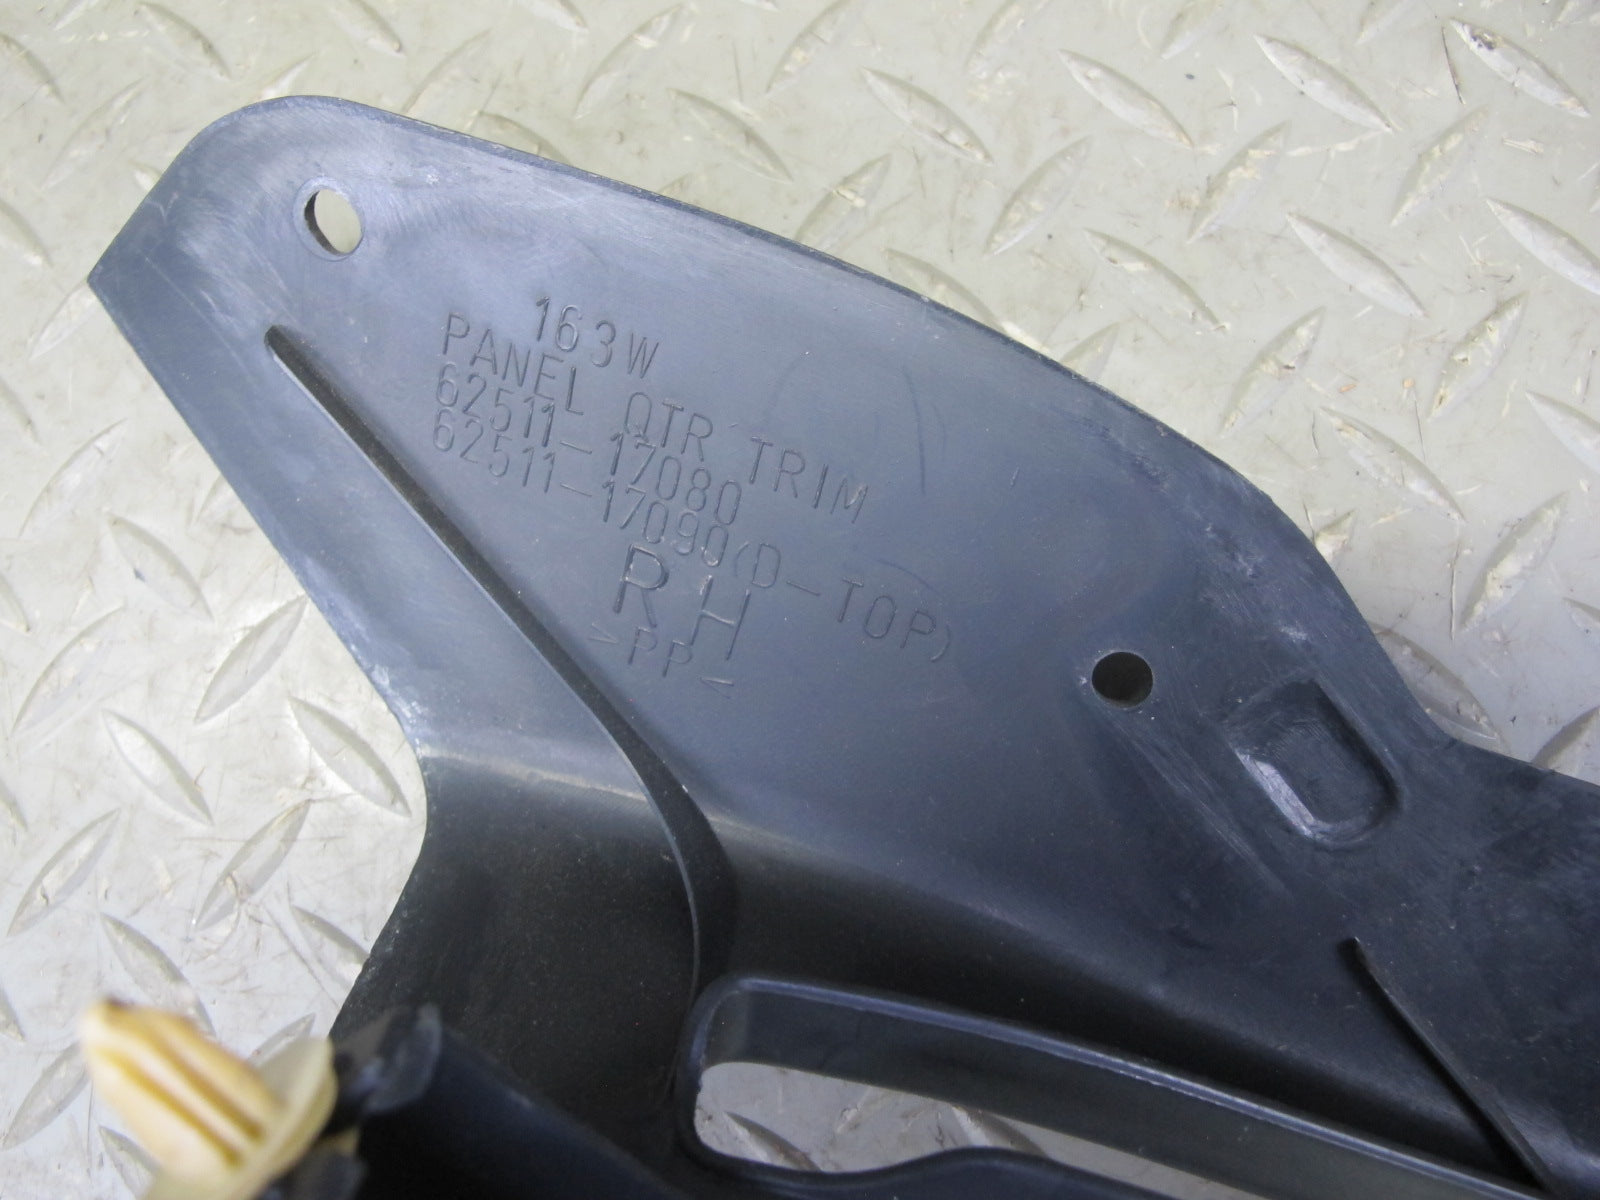 163W
PANEL QTR TRIM
62511-17080
62511-17090(D-TOP)
RH
>PP<